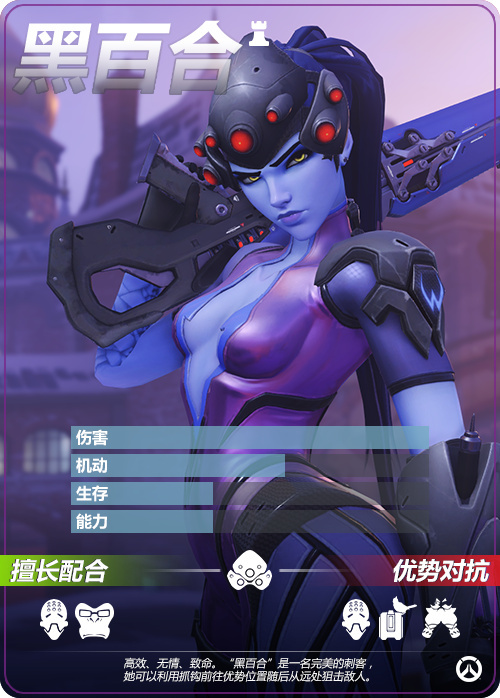 黑百合
伤害
机动
生存
能力
擅长配合
优势对抗
高效、无情、致命。“黑百合”是一名完美的刺客，
她可以利用抓钩前往优势位置髓后从远处狙击敌人。